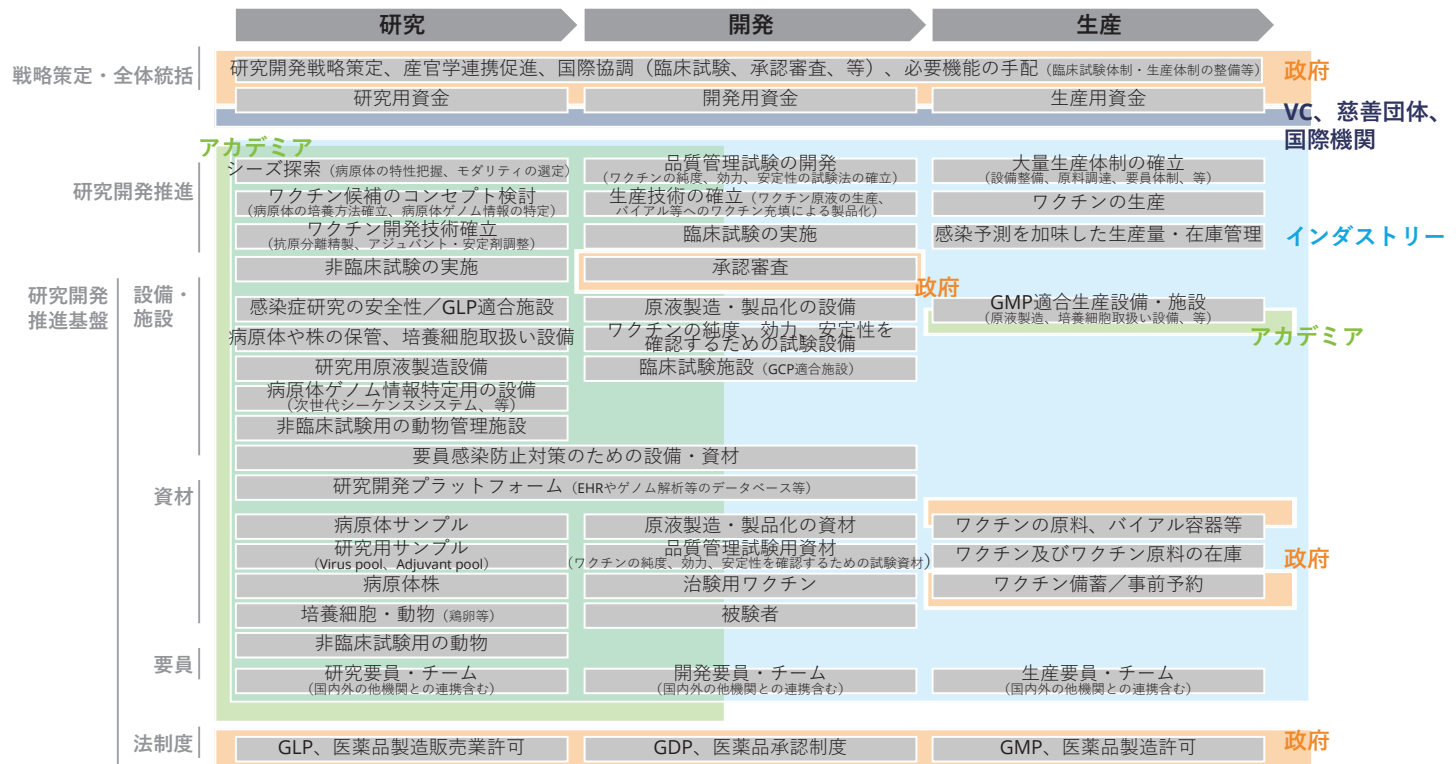 研究
開発
生産
戦略策定・全体統括
研究開発戦略策定、産官学連携促進、国際協調（臨床試験、承認審査、等）、必要機能の手配（臨床試験体制・生産体制の整備等）
政府
研究用資金
開発用資金
生産用資金
VC、慈善団体、
国際機関
アカデミア
研究開発推進
シーズ探索（病原体の特性把握、モダリティの選定）
品質管理試験の開発
（ワクチンの純度、効力、安定性の試験法の確立）
大量生産体制の確立
（設備整備、原料調達、要員体制、等）
ワクチン候補のコンセプト検討
（病原体の培養方法確立、病原体ゲノム情報の特定）
生産技術の確立（ワクチン原液の生産、
バイアル等へのワクチン充填による製品化）
ワクチンの生産
ワクチン開発技術確立
（抗原分離精製、アジュバント・安定剤調整）
臨床試験の実施
感染予測を加味した生産量・在庫管理
インダストリー
非臨床試験の実施
承認審査
政府
研究開発
推進基盤
設備・
施設
感染症研究の安全性／GLP適合施設
原液製造・製品化の設備
GMP適合生産設備・施設
（原液製造、培養細胞取扱い設備、等）
アカデミア
病原体や株の保管、培養細胞取扱い設備
ワクチンの純度、効力、安定性を
確認するための試験設備
研究用原液製造設備
臨床試験施設（GCP適合施設）
病原体ゲノム情報特定用の設備
（次世代シーケンスシステム、等）
非臨床試験用の動物管理施設
要員感染防止対策のための設備・資材
資材
研究開発プラットフォーム（EHRやゲノム解析等のデータベース等）
病原体サンプル
原液製造・製品化の資材
ワクチンの原料、バイアル容器等
研究用サンプル
（Virus pool、Adjuvant pool）
品質管理試験用資材
（ワクチンの純度、効力、安定性を確認するための試験資材）
ワクチン及びワクチン原料の在庫
政府
病原体株
治験用ワクチン
ワクチン備蓄／事前予約
培養細胞・動物（鶏卵等）
被験者
非臨床試験用の動物
要員
研究要員・チーム
（国内外の他機関との連携含む）
開発要員・チーム
（国内外の他機関との連携含む）
生産要員・チーム
（国内外の他機関との連携含む）
法制度
GLP、医薬品製造販売業許可
GDP、医薬品承認制度
GMP、医薬品製造許可
政府